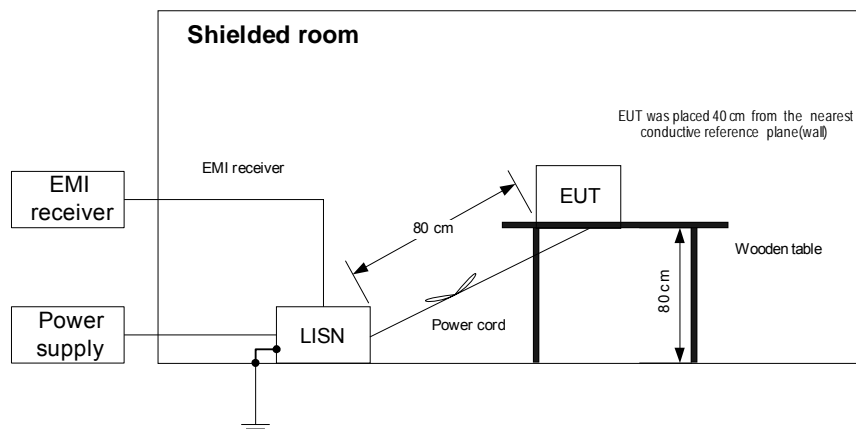 Shielded room
EUT was placed 40 cm from the nearest
conductive reference plane(wall)
EMI receiver
EMI
receiver
EUT
80 cm
Wooden table
80 cm
Power
supply
LISN
Power cord